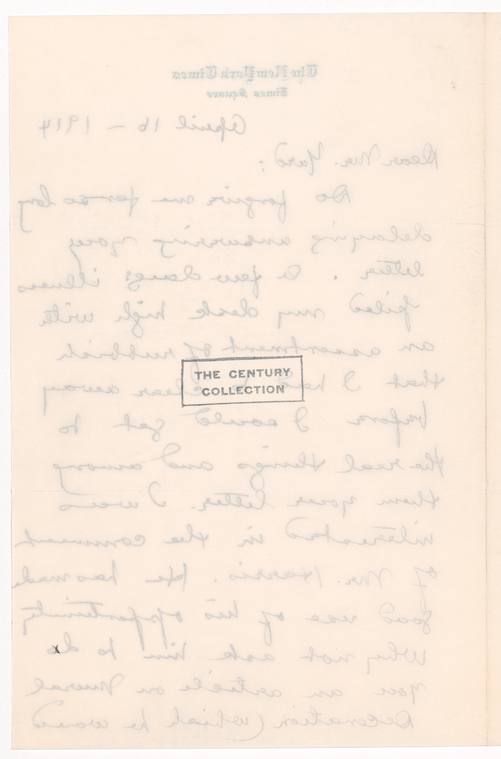 The New York Times
Times Square
April 16 - 1914
Dear Mr. Yard:
Do forgive me for so long
delaying answering your
letter. A few days illness
piled my desk high with
an assortment of rubbish
that I had to clear away
before I could get to
the real things and among
them your letter. I was
interested in the comment
of Mr. Harris. He has made
good use of his opportunity
Why not ask him to do
you an article on Mural
Decoration (which he would
THE CENTURY
COLLECTION